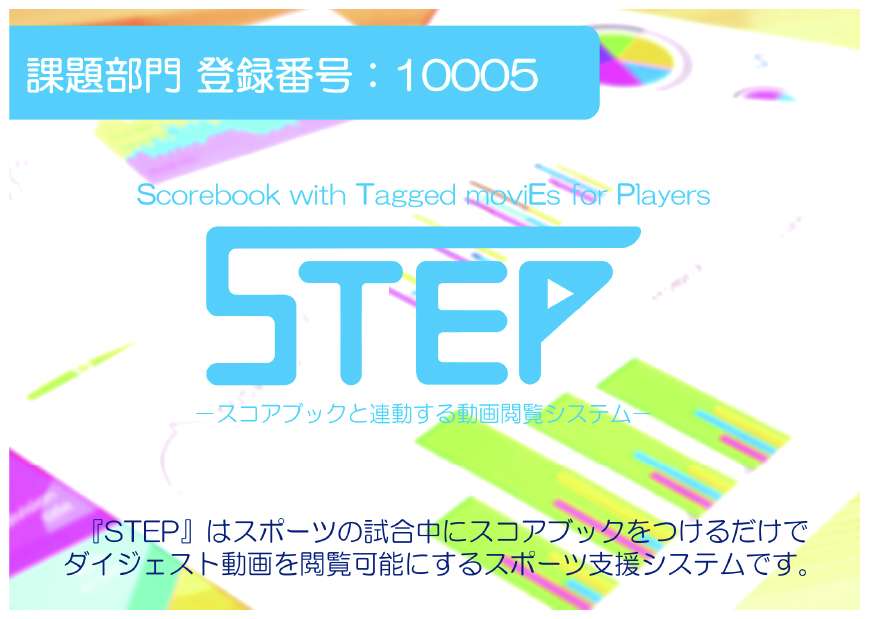 課題部門 登録番号：10005
Scorebook with Tagged moviEs for Players
STEP
－スコアブックと連動する動画閲覧システム－
『STEP』はスポーツの試合中にスコアブックをつけるだけで
ダイジェスト動画を閲覧可能にするスポーツ支援システムです。